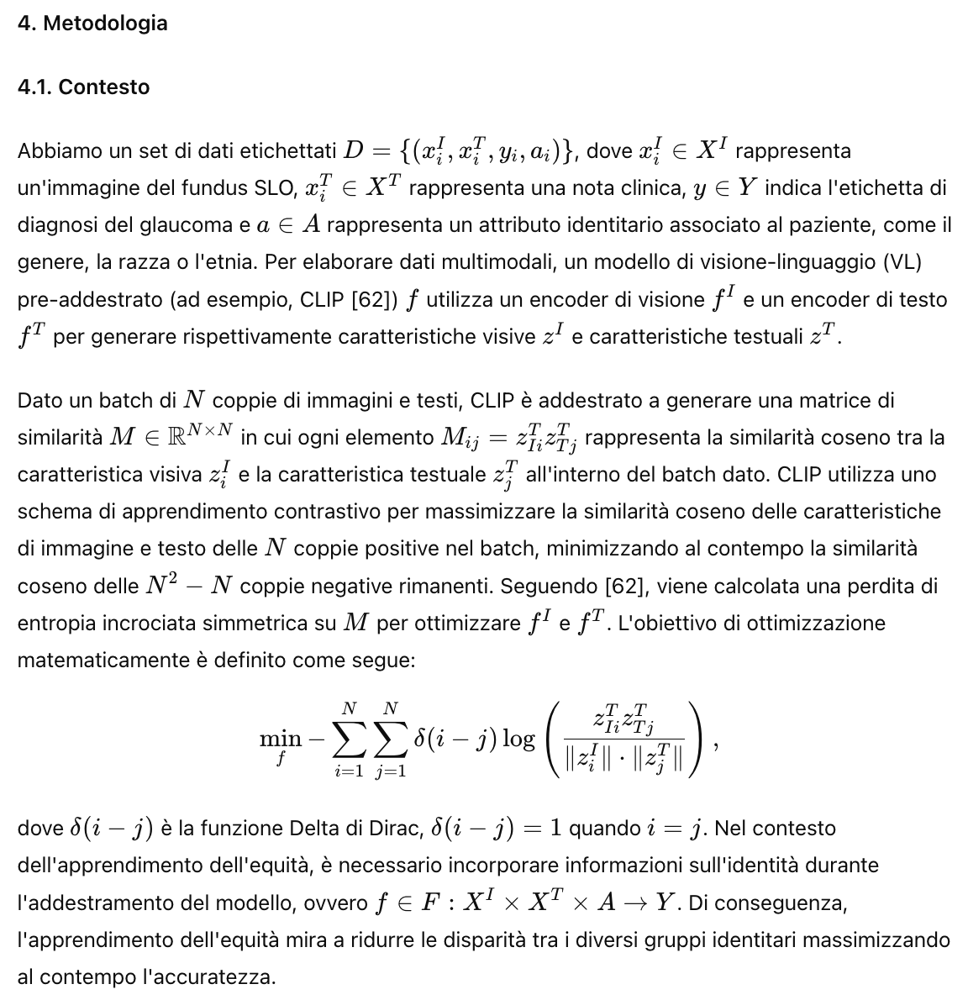 4. Metodologia
4.1. Contesto
Abbiamo un set di dati etichettati $D = \{(x_i^I, x_i^T, y_i, a_i)\}$, dove $x_i^I \in X^I$ rappresenta
un'immagine del fundus SLO, $x_i^T \in X^T$ rappresenta una nota clinica, $y \in Y$ indica l'etichetta di
diagnosi del glaucoma e $a \in A$ rappresenta un attributo identitario associato al paziente, come il
genere, la razza o l'etnia. Per elaborare dati multimodali, un modello di visione-linguaggio (VL)
pre-addestrato (ad esempio, CLIP [62]) $f$ utilizza un encoder di visione $f^I$ e un encoder di testo
$f^T$ per generare rispettivamente caratteristiche visive $z^I$ e caratteristiche testuali $z^T$.
Dato un batch di $N$ coppie di immagini e testi, CLIP è addestrato a generare una matrice di
similarità $M \in \mathbb{R}^{N \times N}$ in cui ogni elemento $M_{ij} = z_{Ii}^T z_{Tj}^T$ rappresenta la similarità coseno tra la
caratteristica visiva $z_i^I$ e la caratteristica testuale $z_j^T$ all'interno del batch dato. CLIP utilizza uno
schema di apprendimento contrastivo per massimizzare la similarità coseno delle caratteristiche
di immagine e testo delle $N$ coppie positive nel batch, minimizzando al contempo la similarità
coseno delle $N^2 - N$ coppie negative rimanenti. Seguendo [62], viene calcolata una perdita di
entropia incrociata simmetrica su $M$ per ottimizzare $f^I$ e $f^T$. L'obiettivo di ottimizzazione
matematicamente è definito come segue:
$\min_f - \sum_{i=1}^{N} \sum_{j=1}^{N} \delta(i - j) \log \left( \frac{z_{Ii}^T z_{Tj}^T}{\|z_i^I\| \cdot \|z_j^T\|} \right),$
dove $\delta(i - j)$ è la funzione Delta di Dirac, $\delta(i - j) = 1$ quando $i = j$. Nel contesto
dell'apprendimento dell'equità, è necessario incorporare informazioni sull'identità durante
l'addestramento del modello, ovvero $f \in F : X^I \times X^T \times A \to Y$. Di conseguenza,
l'apprendimento dell'equità mira a ridurre le disparità tra i diversi gruppi identitari massimizzando
al contempo l'accuratezza.